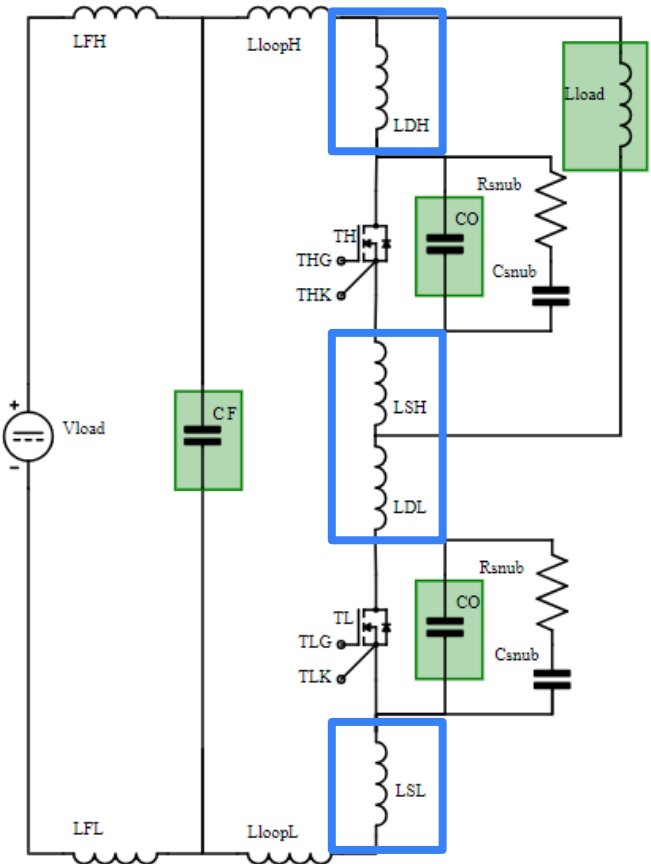 LFH
LloopH
LDH
Lload
Rsnub
CO
TH
THG
Csnub
THK
+
CF
LSH
Vload
-
LDL
Rsnub
CO
TL
TLG
Csnub
TLK
LSL
LFL
LloopL